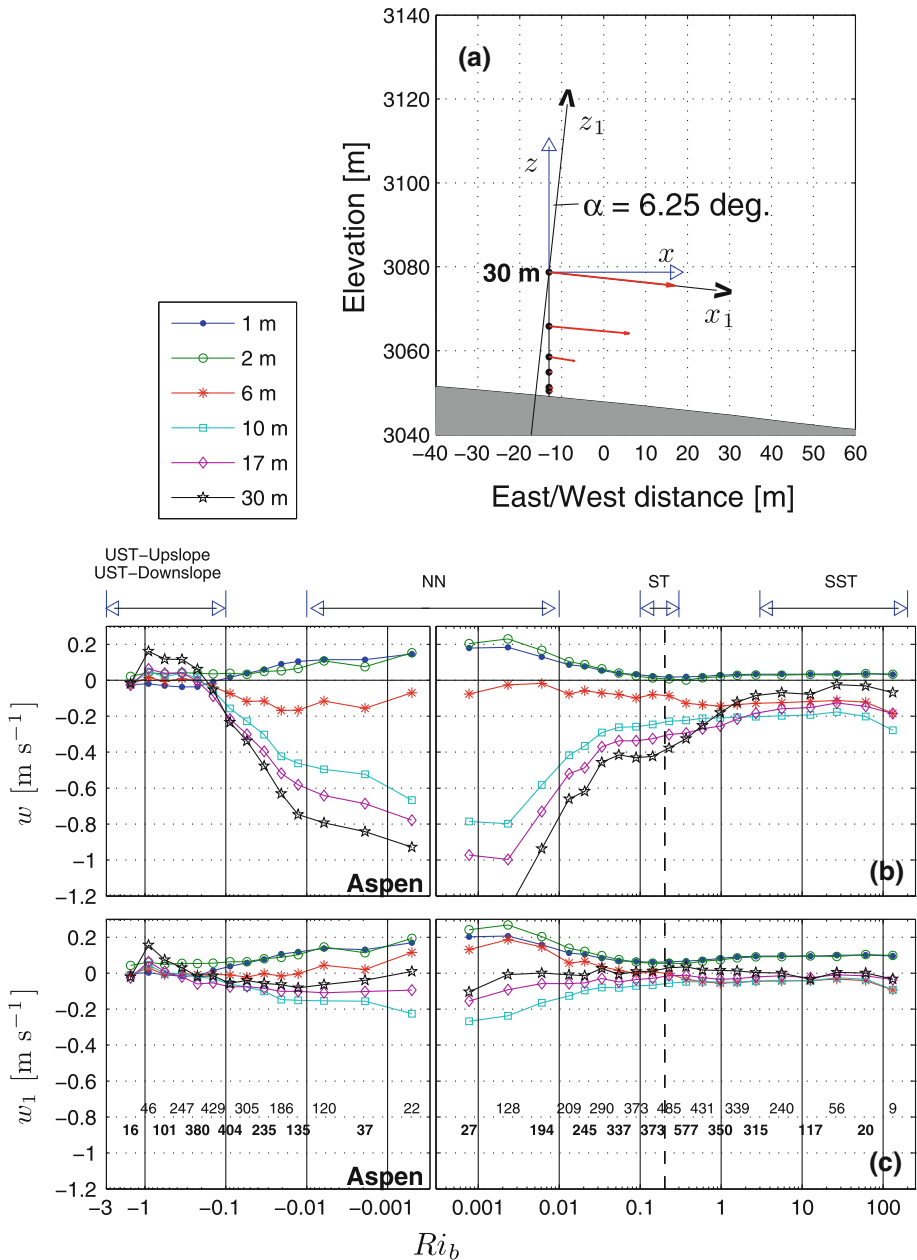 3140
3120
3100
3080
3060
3040
Elevation [m]
(a)
z1
z
α = 6.25 deg.
30 m
x
x1
−40 −30 −20 −10 0 10 20 30 40 50 60
East/West distance [m]
1 m
2 m
6 m
10 m
17 m
30 m
UST−Upslope
UST−Downslope
NN
ST
SST
0.2
0
−0.2
−0.4
−0.6
−0.8
−1
−1.2
w [m s−1]
Aspen
(b)
0.2
0
−0.2
−0.4
−0.6
−0.8
−1
−1.2
w1 [m s−1]
46 247 429 305 186 120 22 128 209 290 373 485 431 339 240 56 9
16 101 380 404 235 135 37 27 194 245 337 373 577 350 315 117 20
Aspen
(c)
−3 −1 −0.1 −0.01 −0.001 0.001 0.01 0.1 1 10 100
Rib